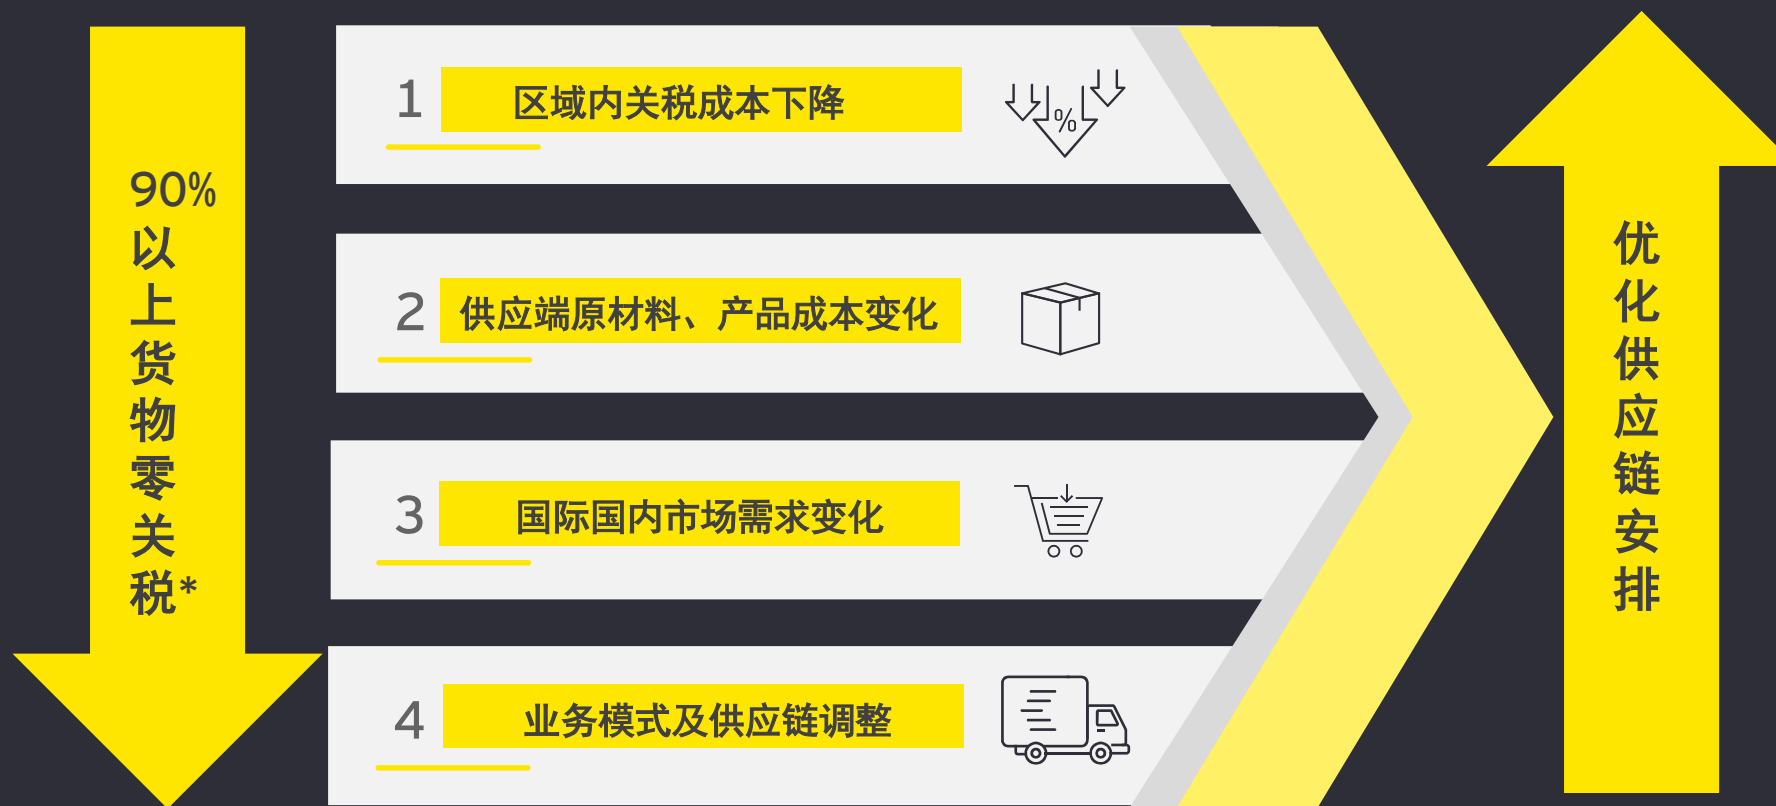 90%
以
上
货
物
零
关
税*
1 区域内关税成本下降
%
2 供应端原材料、产品成本变化
3 国际国内市场需求变化
4 业务模式及供应链调整
优
化
供
应
链
安
排